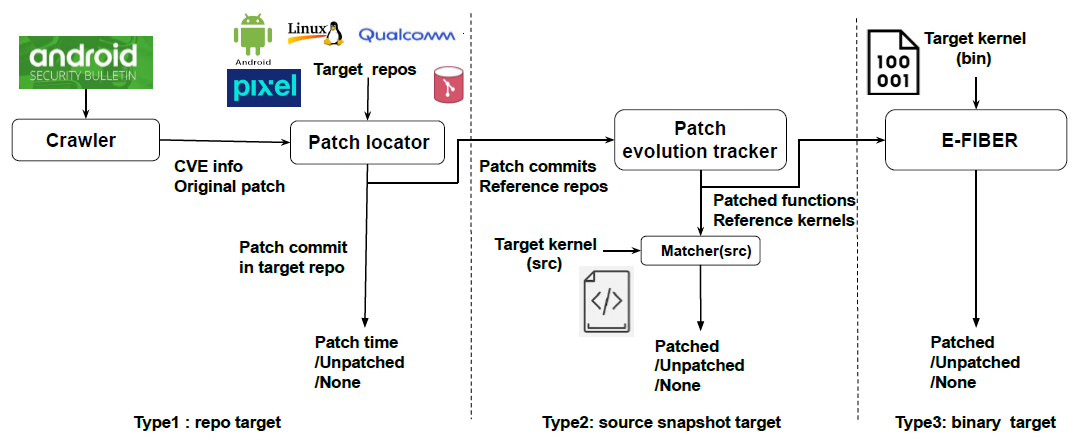 android
SECURITY BULLETIN
Android
Linux
Qualcomm
pixel
Target repos
Crawler
CVE info
Original patch
Patch locator
Patch commit
in target repo
Patch time
/Unpatched
/None
Type1 : repo target
Patch commits
Reference repos
Patch
evolution tracker
Patched functions
Reference kernels
Target kernel
(src)
Matcher(src)
</>
Patched
/Unpatched
/None
Type2: source snapshot target
100
001
Target kernel
(bin)
E-FIBER
Patched
/Unpatched
/None
Type3: binary target